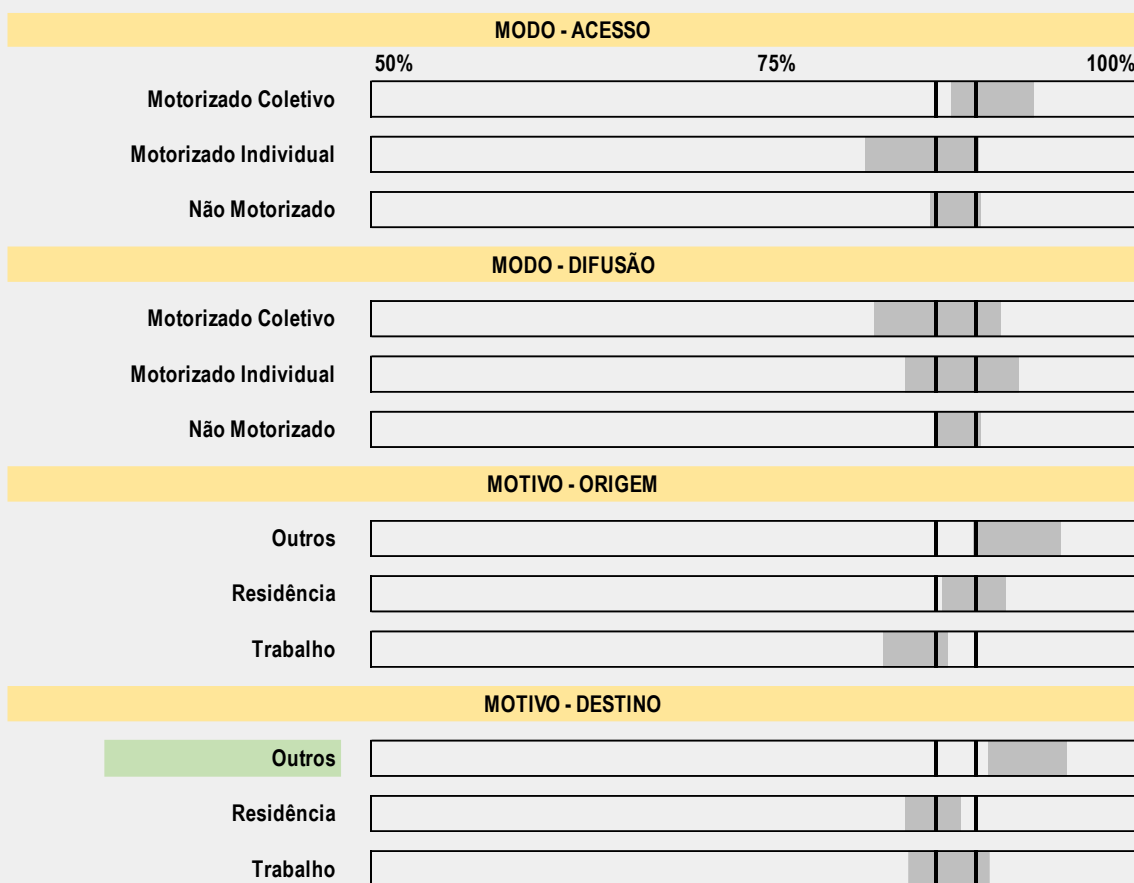 MODO - ACESSO
50% 75% 100%
Motorizado Coletivo
Motorizado Individual
Não Motorizado
MODO - DIFUSÃO
Motorizado Coletivo
Motorizado Individual
Não Motorizado
MOTIVO - ORIGEM
Outros
Residência
Trabalho
MOTIVO - DESTINO
Outros
Residência
Trabalho